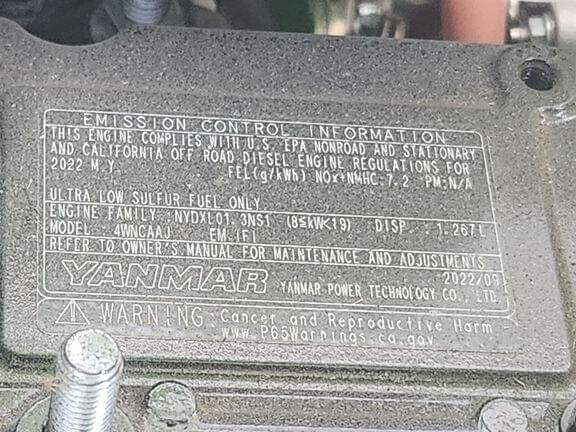 EMISSION CONTROL INFORMATION
THIS ENGINE COMPLIES WITH U.S. EPA NONROAD AND STATIONARY
AND CALIFORNIA OFF ROAD DIESEL ENGINE REGULATIONS FOR
2022 M.Y. FEL(g/kWh) NOx+NMHC:7.2 PM:N/A
ULTRA LOW SULFUR FUEL ONLY
ENGINE FAMILY: NYDXL01.3NS1 (8≦kW<19) DISP.: 1.267L
MODEL: 4WNCAAJ EM IFI
REFER TO OWNER'S MANUAL FOR MAINTENANCE AND ADJUSTMENTS
2022/09
YANMAR YANMAR POWER TECHNOLOGY CO., LTD.
WARNING: Cancer and Reproductive Harm
www.P65Warnings.ca.gov